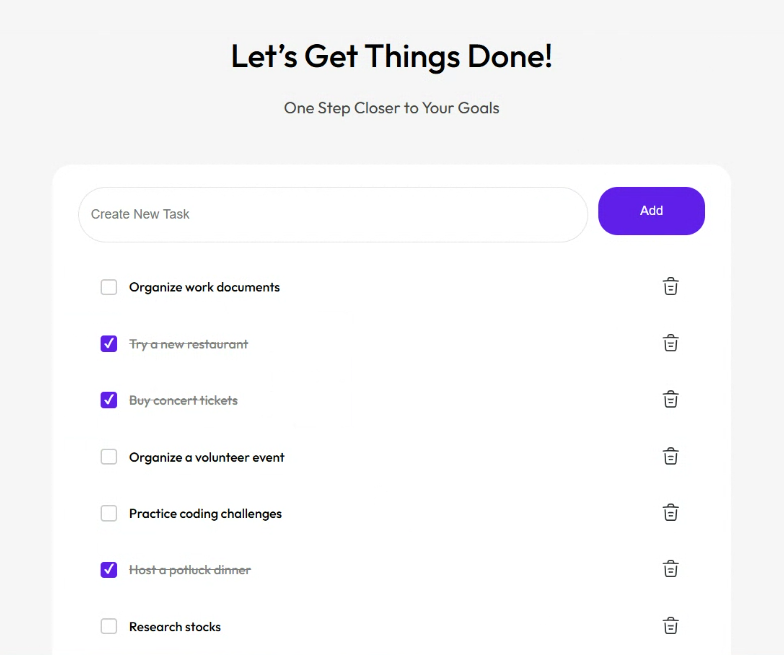 Let’s Get Things Done!
One Step Closer to Your Goals
Create New Task
Add
Organize work documents
Try a new restaurant
Buy concert tickets
Organize a volunteer event
Practice coding challenges
Host a potluck dinner
Research stocks